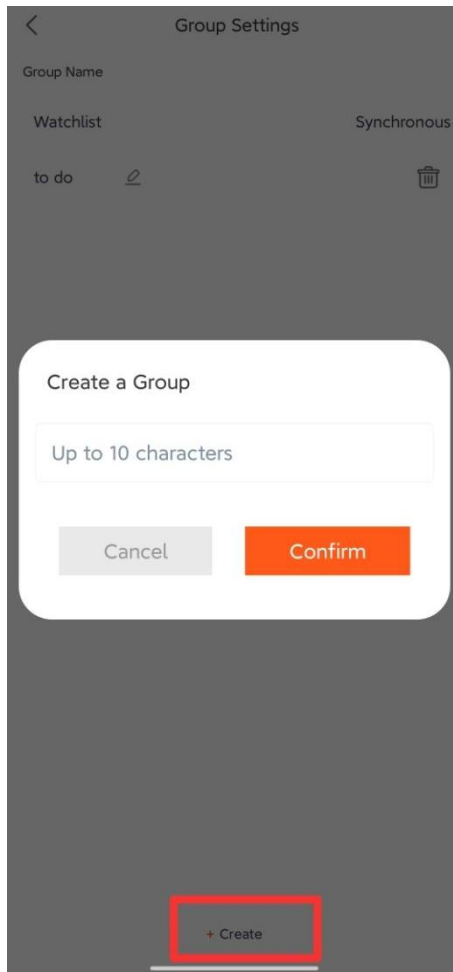 Group Settings
Group Name
Watchlist Synchronous
to do
Create a Group
Up to 10 characters
Cancel Confirm
+ Create